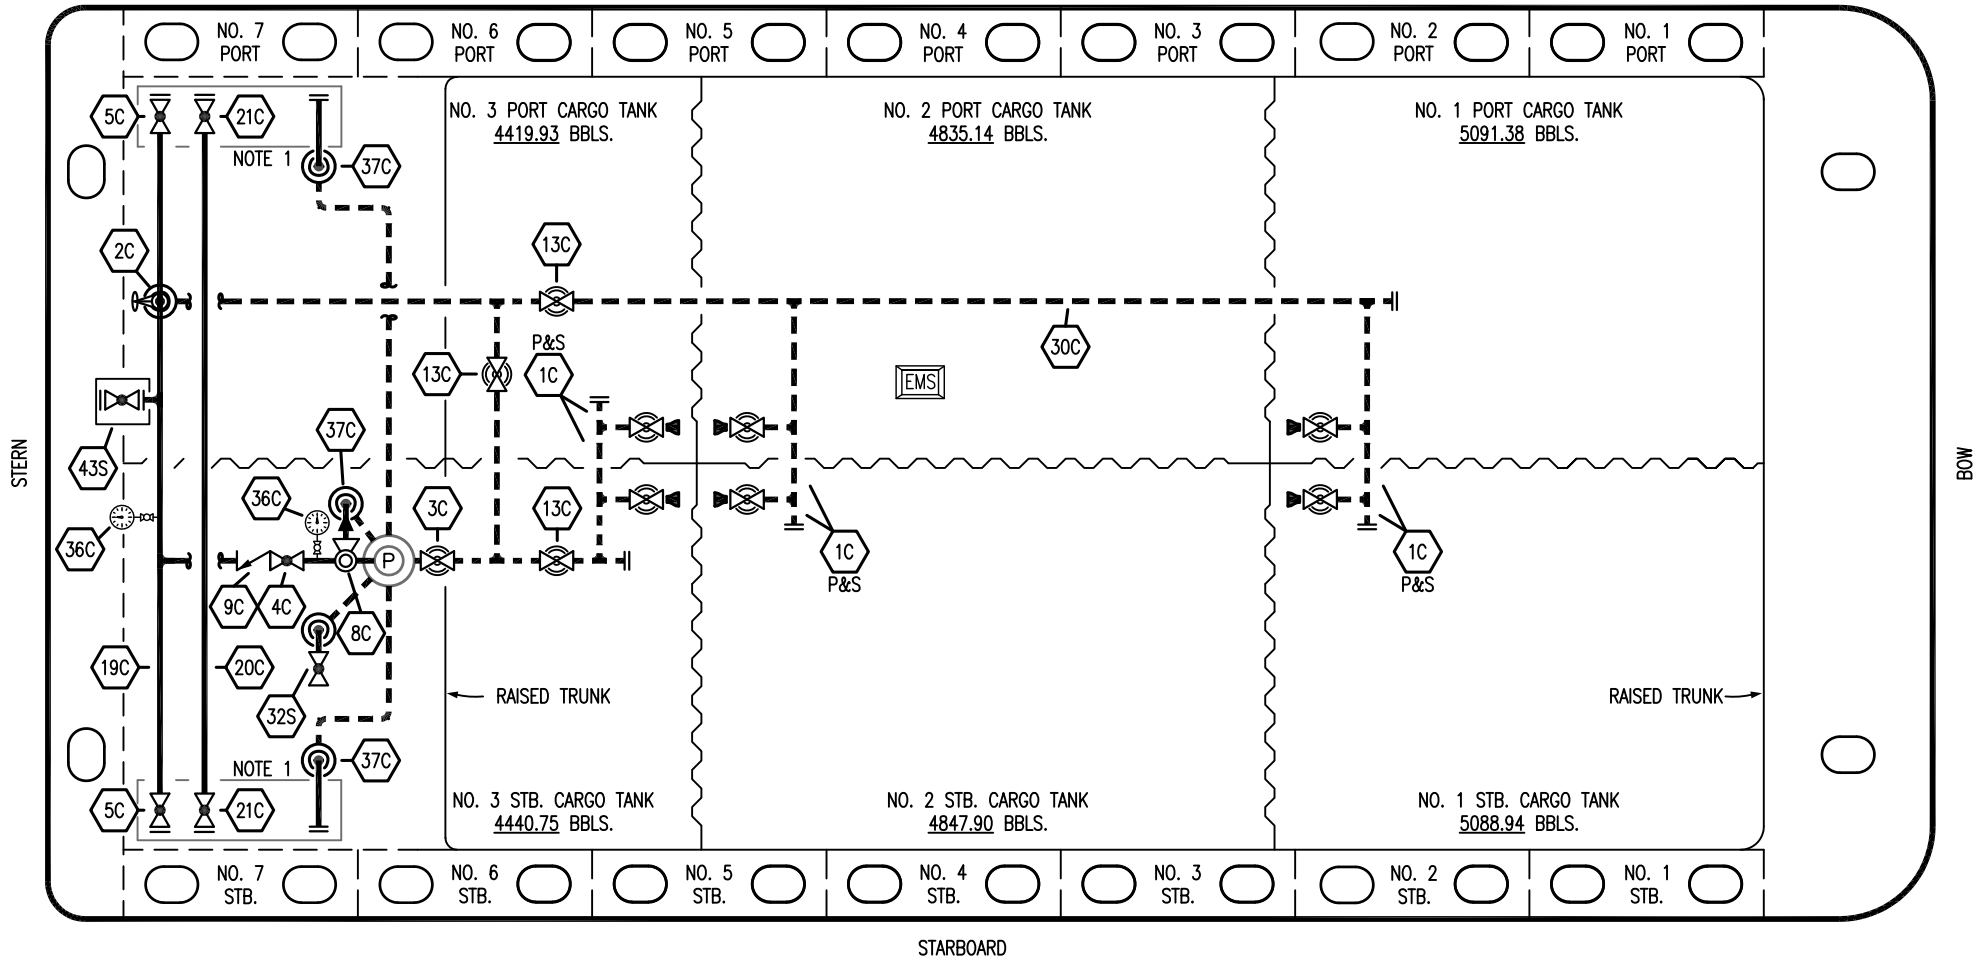 NO. 7
PORT
NO. 6
PORT
NO. 5
PORT
NO. 4
PORT
NO. 3
PORT
NO. 2
PORT
NO. 1
PORT
5C
21C
NOTE 1
37C
NO. 3 PORT CARGO TANK
4419.93 BBLS.
NO. 2 PORT CARGO TANK
4835.14 BBLS.
NO. 1 PORT CARGO TANK
5091.38 BBLS.
2C
13C
P&S
13C
1C
30C
EMS
STERN
BOW
43S
37C
36C
36C
3C
13C
P
1C
P&S
1C
P&S
9C
4C
8C
19C
20C
32S
RAISED TRUNK
RAISED TRUNK
NOTE 1
37C
5C
21C
NO. 3 STB. CARGO TANK
4440.75 BBLS.
NO. 2 STB. CARGO TANK
4847.90 BBLS.
NO. 1 STB. CARGO TANK
5088.94 BBLS.
NO. 7
STB.
NO. 6
STB.
NO. 5
STB.
NO. 4
STB.
NO. 3
STB.
NO. 2
STB.
NO. 1
STB.
STARBOARD